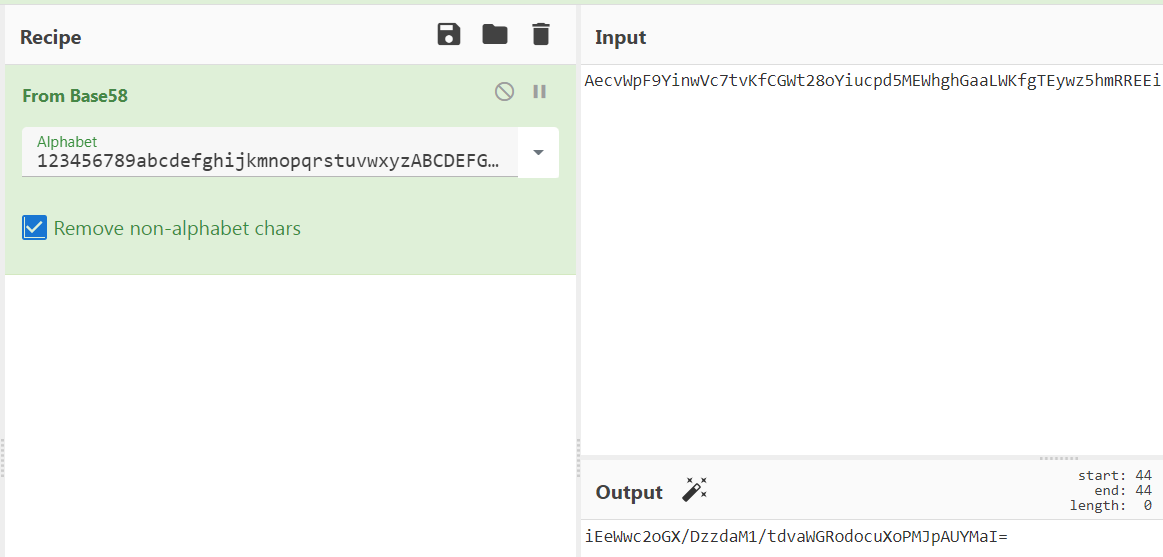 Recipe
From Base58
Alphabet
123456789abcdefghijkmnopqrstuvwxyzABCDEFG…
Remove non-alphabet chars
Input
AecvWpF9YinwVc7tvKfCGWt28oYiucpd5MEWhghGaaLWKfgTEywz5hmRREEi
Output
start: 44
end: 44
length: 0
iEeWwc2oGX/DzzdaM1/tdvaWGRodocuXoPMJpAUYMaI=